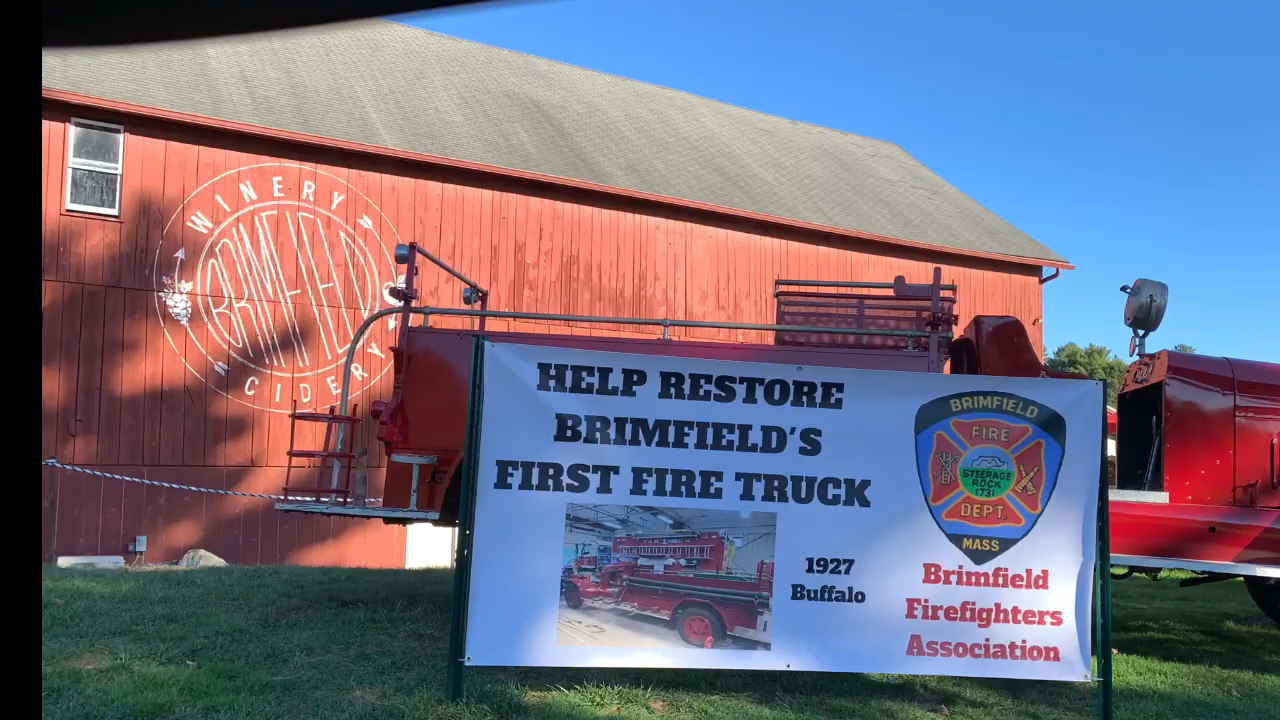 WINERY
BRIMFIELD
CIDERY
HELP RESTORE
BRIMFIELD'S
FIRST FIRE TRUCK
1927
Buffalo
BRIMFIELD
FIRE
STEERAGE
ROCK
1731
DEPT.
MASS
Brimfield
Firefighters
Association